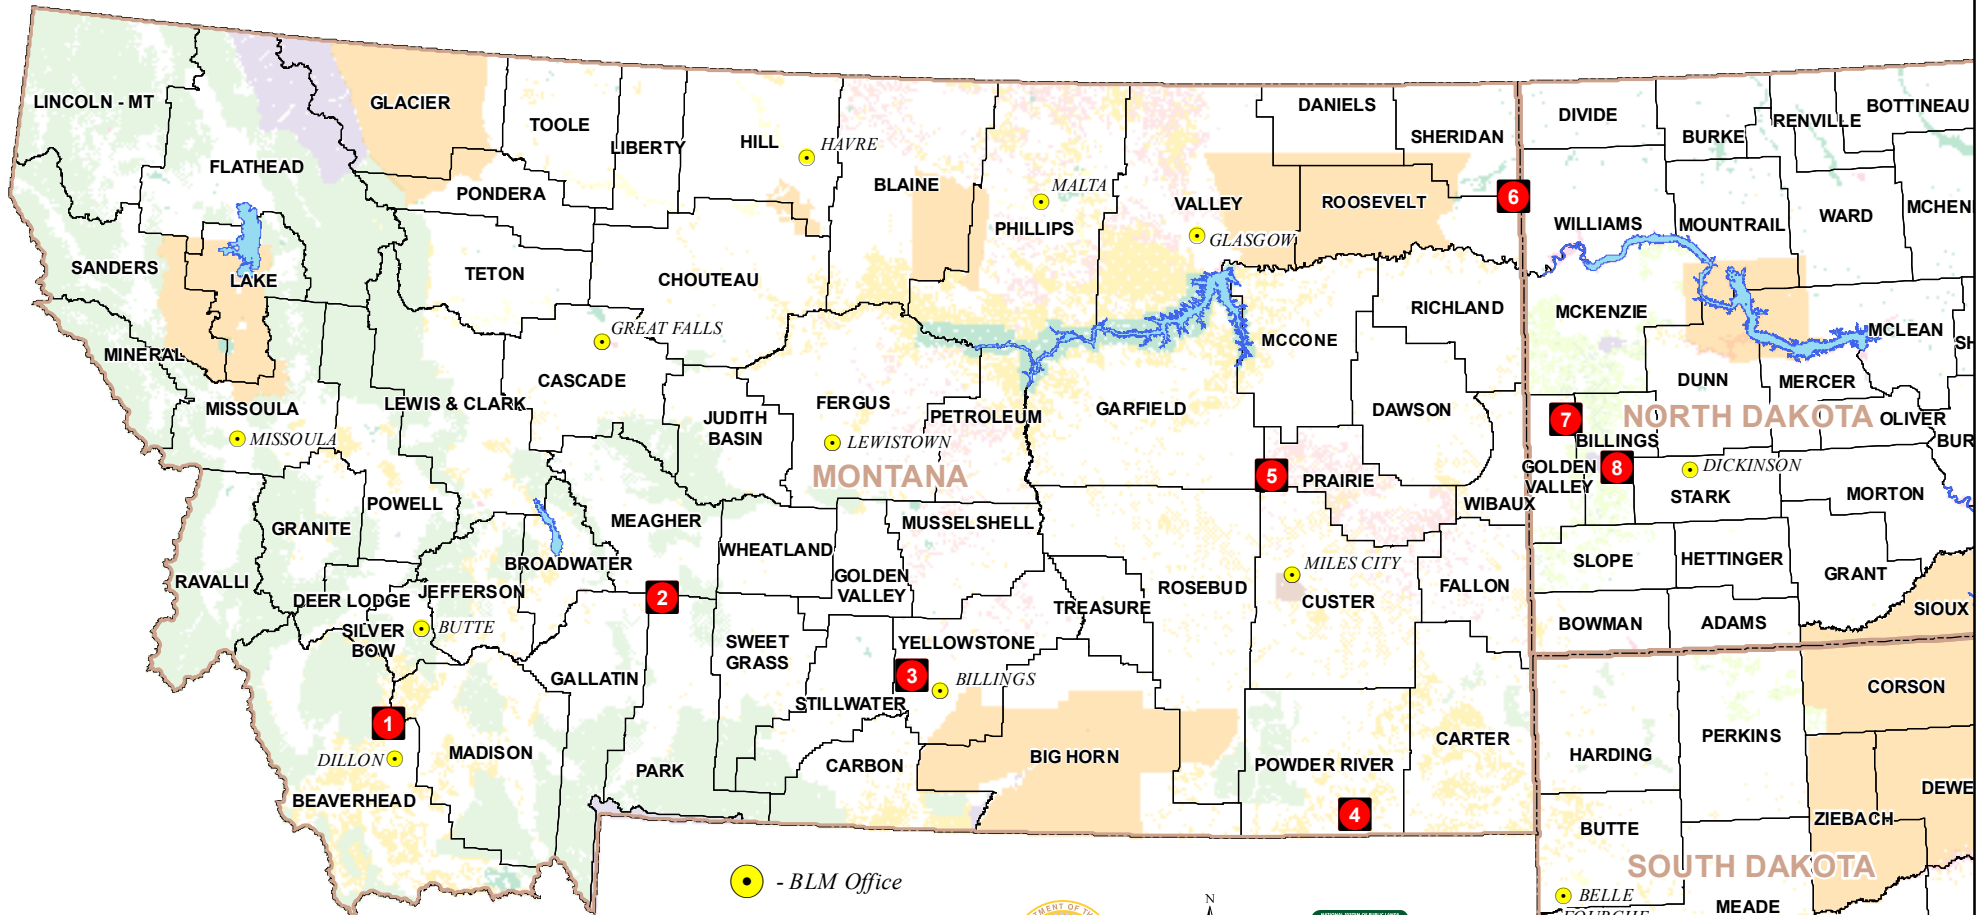 LINCOLN - MT
FLATHEAD
GLACIER
TOOLE
LIBERTY
HILL
HAVRE
BLAINE
MALTA
PHILLIPS
VALLEY
GLASGOW
DANIELS
SHERIDAN
ROOSEVELT
6
DIVIDE
BURKE
RENVILLE
BOTTINEAU
WILLIAMS
MOUNTRAIL
WARD
MCHEN
PONDERA
SANDERS
LAKE
TETON
CHOUTEAU
RICHLAND
MCKENZIE
MCLEAN
SH
MINERAL
GREAT FALLS
CASCADE
MCCONE
DUNN
MERCER
OLIVER
MISSOULA
MISSOULA
LEWIS & CLARK
JUDITH
BASIN
FERGUS
LEWISTOWN
PETROLEUM
GARFIELD
DAWSON
7
NORTH DAKOTA
BUR
BILLINGS
MONTANA
5
PRAIRIE
GOLDEN
VALLEY
8
DICKINSON
STARK
MORTON
WIBAUX
GRANITE
POWELL
MEAGHER
MUSSELSHELL
WHEATLAND
RAVALLI
DEER LODGE
JEFFERSON
BROADWATER
2
GOLDEN
VALLEY
TREASURE
ROSEBUD
MILES CITY
CUSTER
FALLON
SLOPE
HETTINGER
GRANT
SIOUX
BOWMAN
ADAMS
SILVER
BOW
BUTTE
GALLATIN
SWEET
GRASS
YELLOWSTONE
3
BILLINGS
STILLWATER
CORSON
1
DILLON
MADISON
BEAVERHEAD
PARK
CARBON
BIG HORN
POWDER RIVER
4
CARTER
HARDING
PERKINS
DEWE
ZIEBACH
BUTTE
SOUTH DAKOTA
BELLE
FOURCHE
MEADE
- BLM Office
N